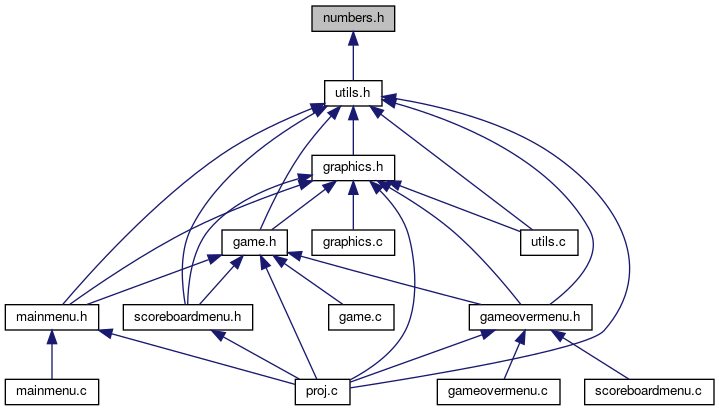 numbers.h
utils.h
graphics.h
game.h
graphics.c
utils.c
mainmenu.h
scoreboardmenu.h
game.c
gameovermenu.h
mainmenu.c
proj.c
gameovermenu.c
scoreboardmenu.c